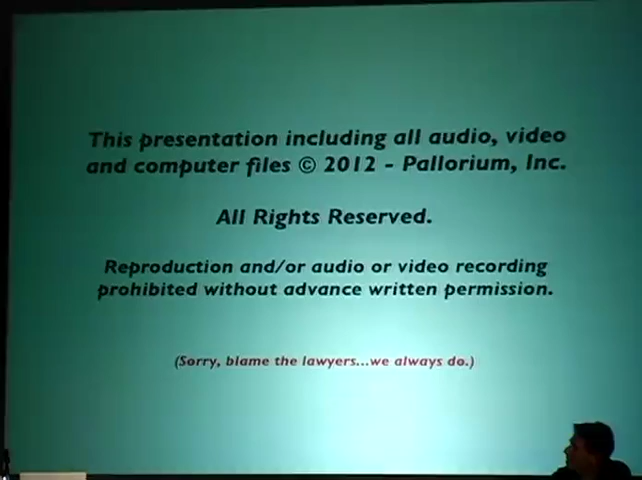 This presentation including all audio, video
and computer files © 2012 - Pallorium, Inc.
All Rights Reserved.
Reproduction and/or audio or video recording
prohibited without advance written permission.
(Sorry, blame the lawyers...we always do.)